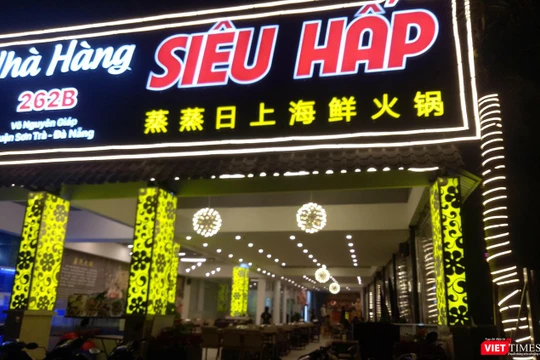 Nhà Hàng
SIÊU HẤP
262B
Võ Nguyên Giáp
Quận Sơn Trà - Đà Nẵng
蒸蒸日上海鲜火锅
VIETTIMES